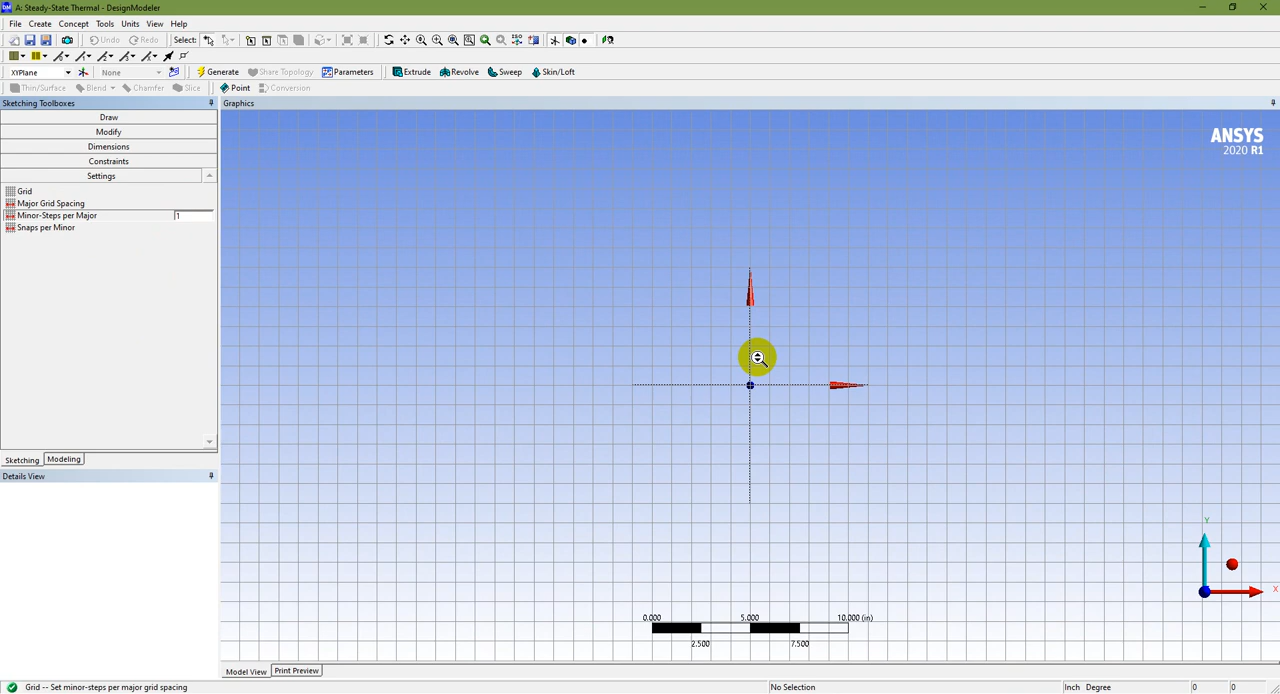 DM A: Steady-State Thermal - DesignModeler
File Create Concept Tools Units View Help
Undo Redo Select:
XYPlane None Generate Share Topology Parameters Extrude Revolve Sweep Skin/Loft
Thin/Surface Blend Chamfer Slice Point Conversion
Sketching Toolboxes
Graphics
Draw
Modify
Dimensions
Constraints
Settings
Grid
Major Grid Spacing
Minor-Steps per Major 1
Snaps per Minor
ANSYS
2020 R1
Sketching Modeling
Details View
Y
X
0.000 5.000 10.000 (in)
2.500 7.500
Model View Print Preview
Grid -- Set minor-steps per major grid spacing No Selection Inch Degree 0 0